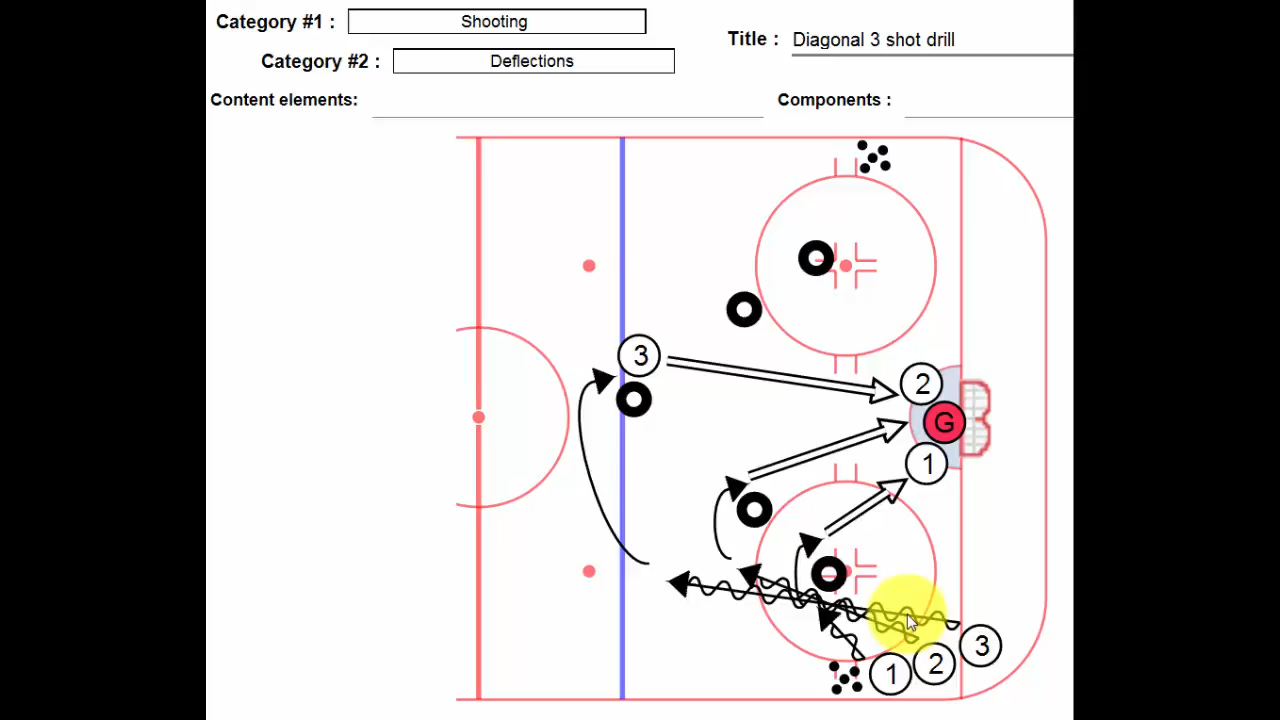 Category #1 :
Shooting
Category #2 :
Deflections
Title :
Diagonal 3 shot drill
Content elements:
Components :
3
2
G
1
3
2
1